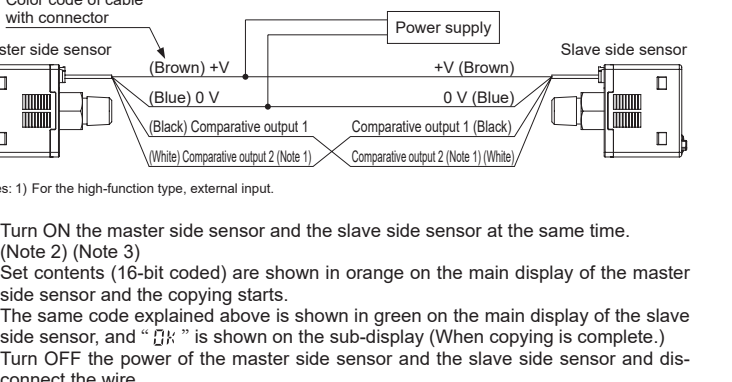 Color code of cable
with connector
Power supply
side sensor
Slave side sensor
(Brown) +V
+V (Brown)
(Blue) 0 V
0 V (Blue)
(Black) Comparative output 1
Comparative output 1 (Black)
(White) Comparative output 2 (Note 1)
Comparative output 2 (Note 1) (White)
1) For the high-function type, external input.
Turn ON the master side sensor and the slave side sensor at the same time.
(Note 2) (Note 3)
Set contents (16-bit coded) are shown in orange on the main display of the master
side sensor and the copying starts.
The same code explained above is shown in green on the main display of the slave
side sensor, and “ OK ” is shown on the sub-display (When copying is complete.)
Turn OFF the power of the master side sensor and the slave side sensor and dis-
connect the wire.